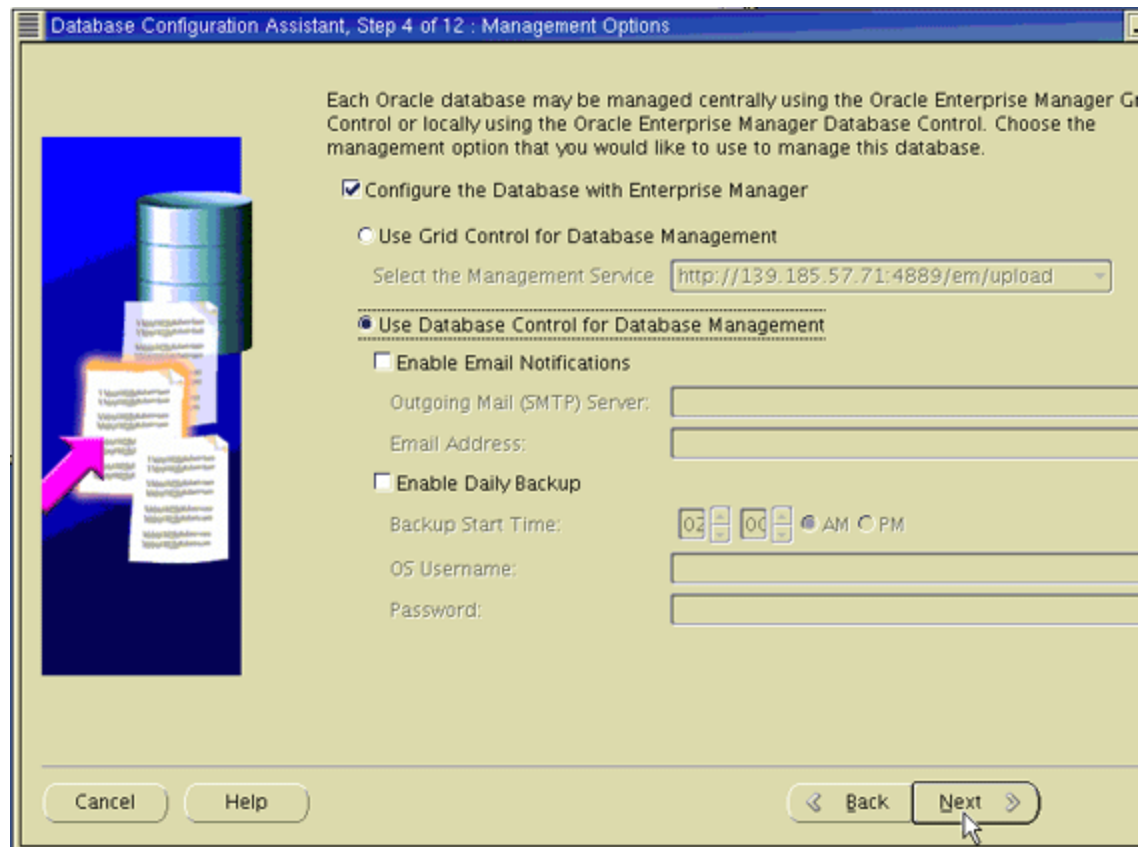 Database Configuration Assistant, Step 4 of 12 : Management Options
Each Oracle database may be managed centrally using the Oracle Enterprise Manager
Control or locally using the Oracle Enterprise Manager Database Control. Choose the
management option that you would like to use to manage this database.
Configure the Database with Enterprise Manager
Use Grid Control for Database Management
Select the Management Service http://139.185.57.71:4889/em/upload
Use Database Control for Database Management
Enable Email Notifications
Outgoing Mail (SMTP) Server:
Email Address:
Enable Daily Backup
Backup Start Time: 02 00 AM PM
OS Username:
Password:
Cancel Help Back Next